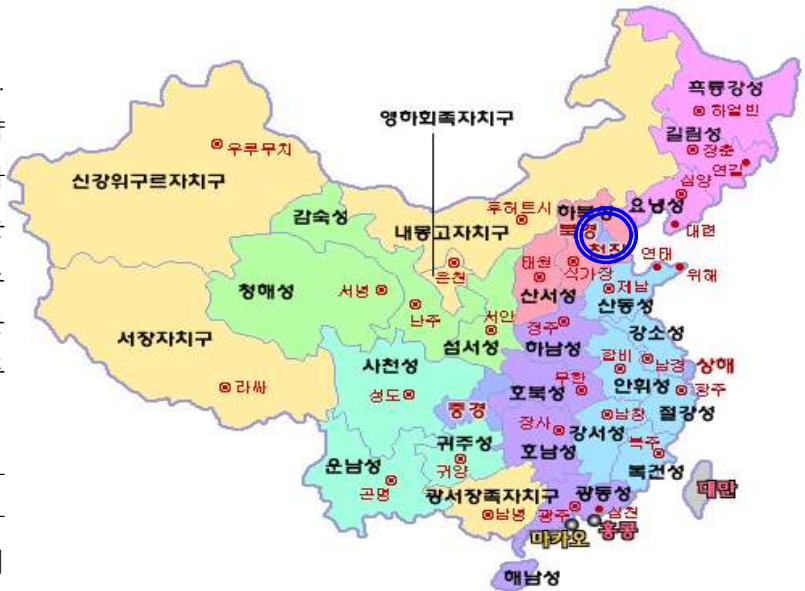 흑룡강성
하얼빈
영하회족자치구
길림성
장춘
연길
우루무치
심양
신강위구르자치구
요녕성
감숙성
후허트시
하북성
내몽고자치구
북경
대련
천진
연태
은천
태원
석가장
위해
청해성
서녕
제남
산서성
산동성
난주
서안
정주
강소성
서장자치구
섬서성
하남성
합비
남경
상해
사천성
무한
안휘성
항주
라싸
성도
호북성
절강성
중경
장사
강서성
남창
귀주성
호남성
복주
운남성
귀양
복건성
곤명
광서장족자치구
광동성
대만
남녕
광주
심천
마카오
홍콩
해남성